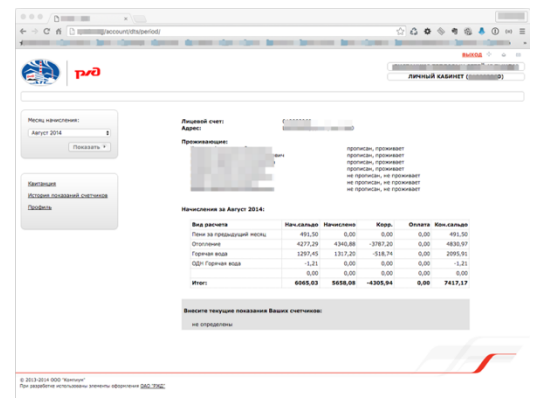 /account/dts/period/
выход
ЛИЧНЫЙ КАБИНЕТ (
Месяц начисления:
Август 2014
Показать
Квитанция
История показаний счетчиков
Профиль
Лицевой счет:
Адрес:
Проживающие:
прописан, проживает
прописан, проживает
прописан, проживает
не прописан, не проживает
не прописан, не проживает
не прописан, не проживает
Начисления за Август 2014:
Вид расчета Нач.сальдо Начислено Корр. Оплата Кон.сальдо
Пени за предыдущий месяц 491,50 0,00 0,00 0,00 491,50
Отопление 4277,29 4340,88 -3787,20 0,00 4830,97
Горячая вода 1297,45 1317,20 -518,74 0,00 2095,91
ОДН Горячая вода -1,21 0,00 0,00 0,00 -1,21
0,00 0,00 0,00 0,00 0,00
Итог: 6065,03 5658,08 -4305,94 0,00 7417,17
Внесите текущие показания Ваших счетчиков:
не определены
© 2013-2014 ООО "Компаун"
При разработке использованы элементы оформления ОАО "РЖД"